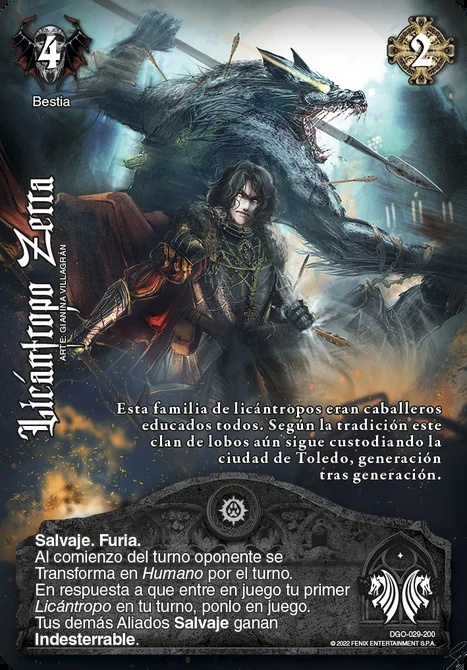 4
2
Bestia
Licántropo Zetta
ARTE: GIANINA VILLAGRÁN
Esta familia de licántropos eran caballeros
educados todos. Según la tradición este
clan de lobos aún sigue custodiando la
ciudad de Toledo, generación
tras generación.
Salvaje. Furia.
Al comienzo del turno oponente se
Transforma en Humano por el turno.
En respuesta a que entre en juego tu primer
Licántropo en tu turno, ponlo en juego.
Tus demás Aliados Salvaje ganan
Indesterrable.
DGO-029-200
© 2022 FENIX ENTERTAINMENT S.P.A.